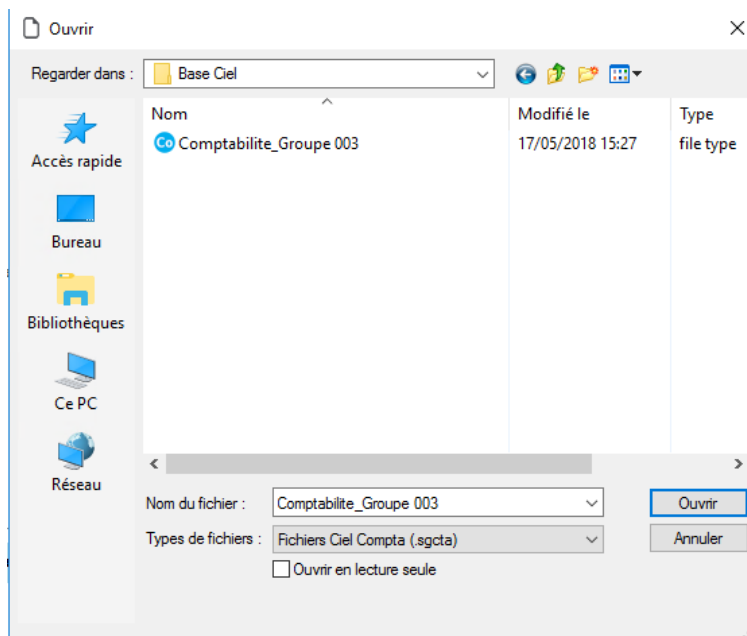 Ouvrir
Regarder dans : Base Ciel
Nom Modifié le Type
Co Comptabilite_Groupe 003 17/05/2018 15:27 file type
Accès rapide
Bureau
Bibliothèques
Ce PC
Réseau
Nom du fichier : Comptabilite_Groupe 003 Ouvrir
Types de fichiers : Fichiers Ciel Compta (.sgcta) Annuler
Ouvrir en lecture seule